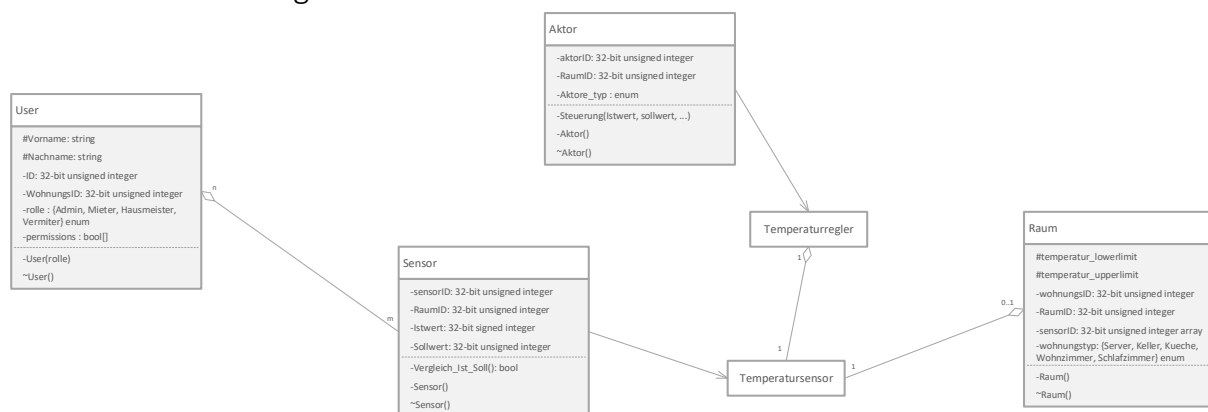 Aktor
-aktorID: 32-bit unsigned integer
-RaumID: 32-bit unsigned integer
-Aktore_typ : enum
-Steuerung(Istwert, sollwert, ...)
-Aktor()
~Aktor()
User
#Vorname: string
#Nachname: string
-ID: 32-bit unsigned integer
-WohnungsID: 32-bit unsigned integer
-rolle : {Admin, Mieter, Hausmeister,
Vermiter} enum
-permissions : bool[]
-User(rolle)
~User()
n
m
Sensor
-sensorID: 32-bit unsigned integer
-RaumID: 32-bit unsigned integer
-Istwert: 32-bit signed integer
-Sollwert: 32-bit unsigned integer
-Vergleich_Ist_Soll(): bool
-Sensor()
~Sensor()
Temperaturregler
1
1
Temperatursensor
1
0..1
Raum
#temperatur_lowerlimit
#temperatur_upperlimit
-wohnungsID: 32-bit unsigned integer
-RaumID: 32-bit unsigned integer
-sensorID: 32-bit unsigned integer array
-wohnungstyp: {Server, Keller, Kueche,
Wohnzimmer, Schlafzimmer} enum
-Raum()
~Raum()